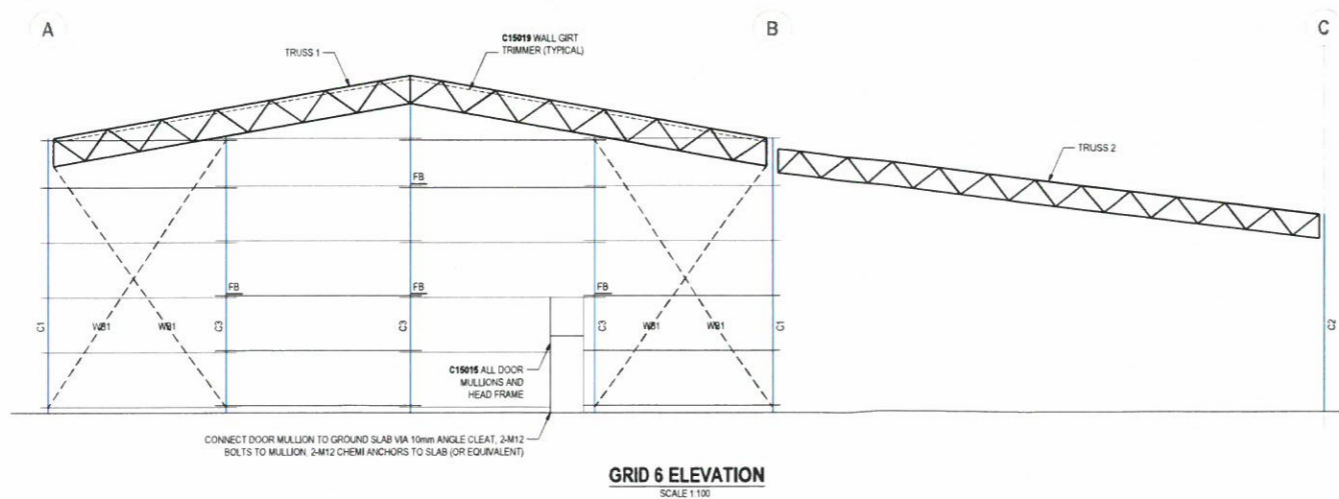 A
B
C
TRUSS 1
C15019 WALL GIRT
TRIMMER (TYPICAL)
TRUSS 2
FB
FB
FB
FB
C1
WB1
WB1
C3
C3
C3
WB1
WB1
C1
C2
C15015 ALL DOOR
MULLIONS AND
HEAD FRAME
CONNECT DOOR MULLION TO GROUND SLAB VIA 10mm ANGLE CLEAT, 2-M12
BOLTS TO MULLION, 2-M12 CHEMI ANCHORS TO SLAB (OR EQUIVALENT)
GRID 6 ELEVATION
SCALE 1:100